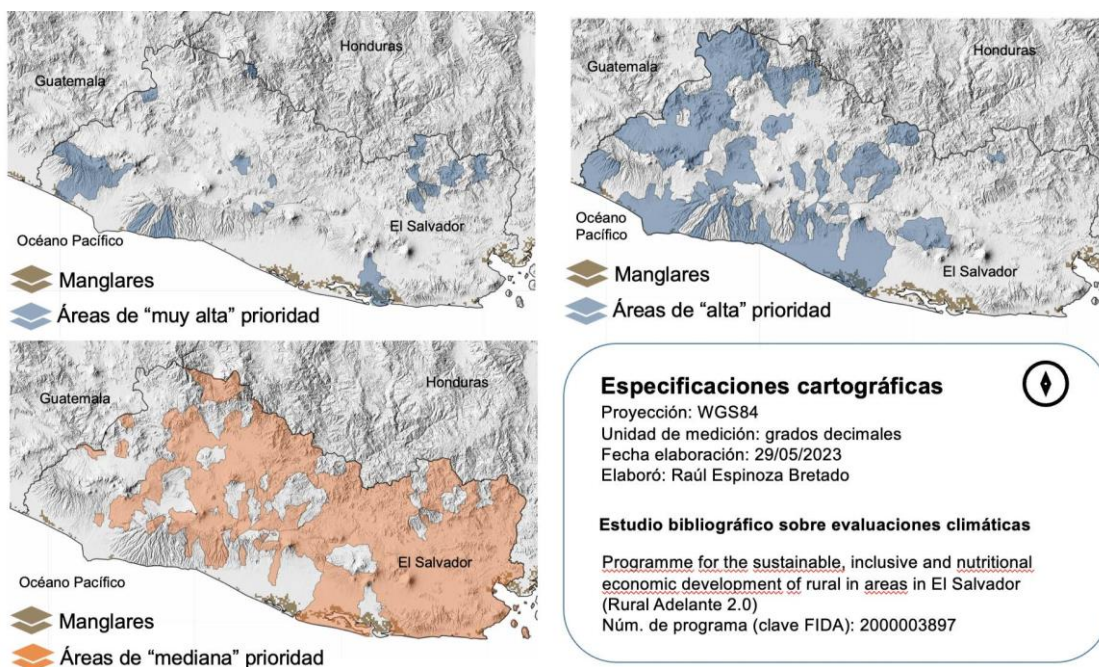 Honduras
Guatemala
El Salvador
Océano Pacífico
Manglares
Áreas de “muy alta” prioridad
Honduras
Guatemala
Océano
Pacífico
El Salvador
Manglares
Áreas de “alta” prioridad
Honduras
Guatemala
El Salvador
Océano Pacífico
Manglares
Áreas de “mediana” prioridad
Especificaciones cartográficas
Proyección: WGS84
Unidad de medición: grados decimales
Fecha elaboración: 29/05/2023
Elaboró: Raúl Espinoza Bretado
Estudio bibliográfico sobre evaluaciones climáticas
Programme for the sustainable, inclusive and nutritional
economic development of rural in areas in El Salvador
(Rural Adelante 2.0)
Núm. de programa (clave FIDA): 2000003897